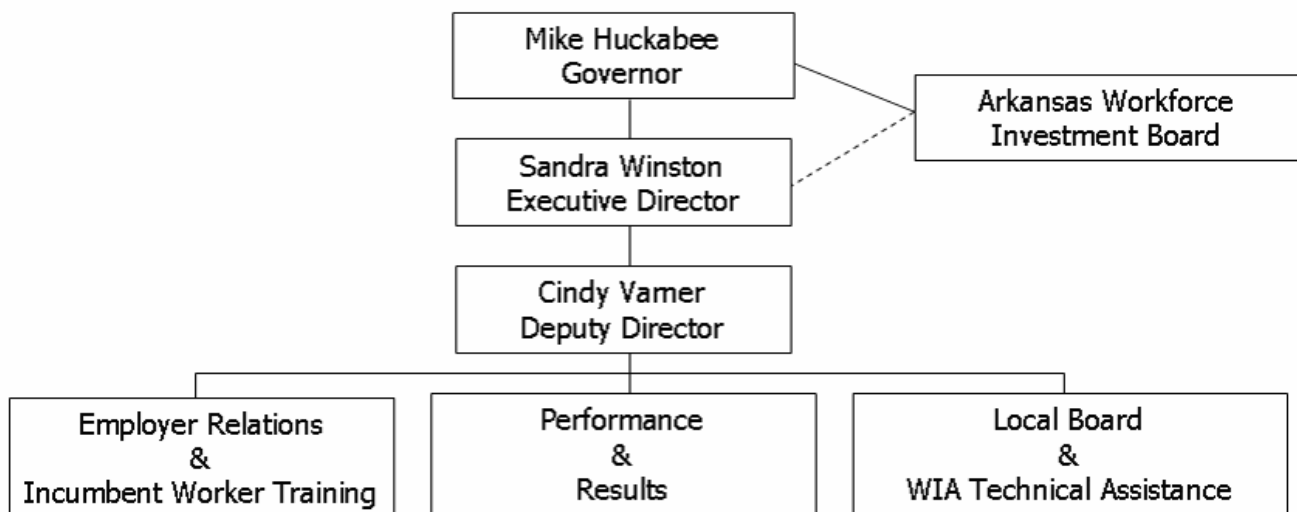 Mike Huckabee
Governor
Arkansas Workforce
Investment Board
Sandra Winston
Executive Director
Cindy Varner
Deputy Director
Employer Relations
&
Incumbent Worker Training
Performance
&
Results
Local Board
&
WIA Technical Assistance